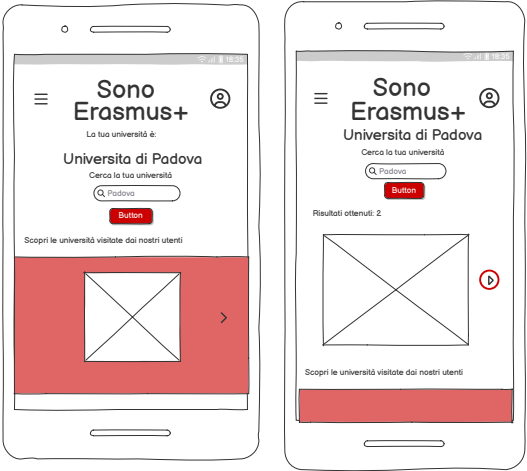 18:35
Sono
Erasmus+
La tua università è:
Universita di Padova
Cerca la tua università
Padova
Button
Scopri le università visitate dai nostri utenti
18:35
Sono
Erasmus+
Universita di Padova
Cerca la tua università
Padova
Button
Risultati ottenuti: 2
Scopri le università visitate dai nostri utenti